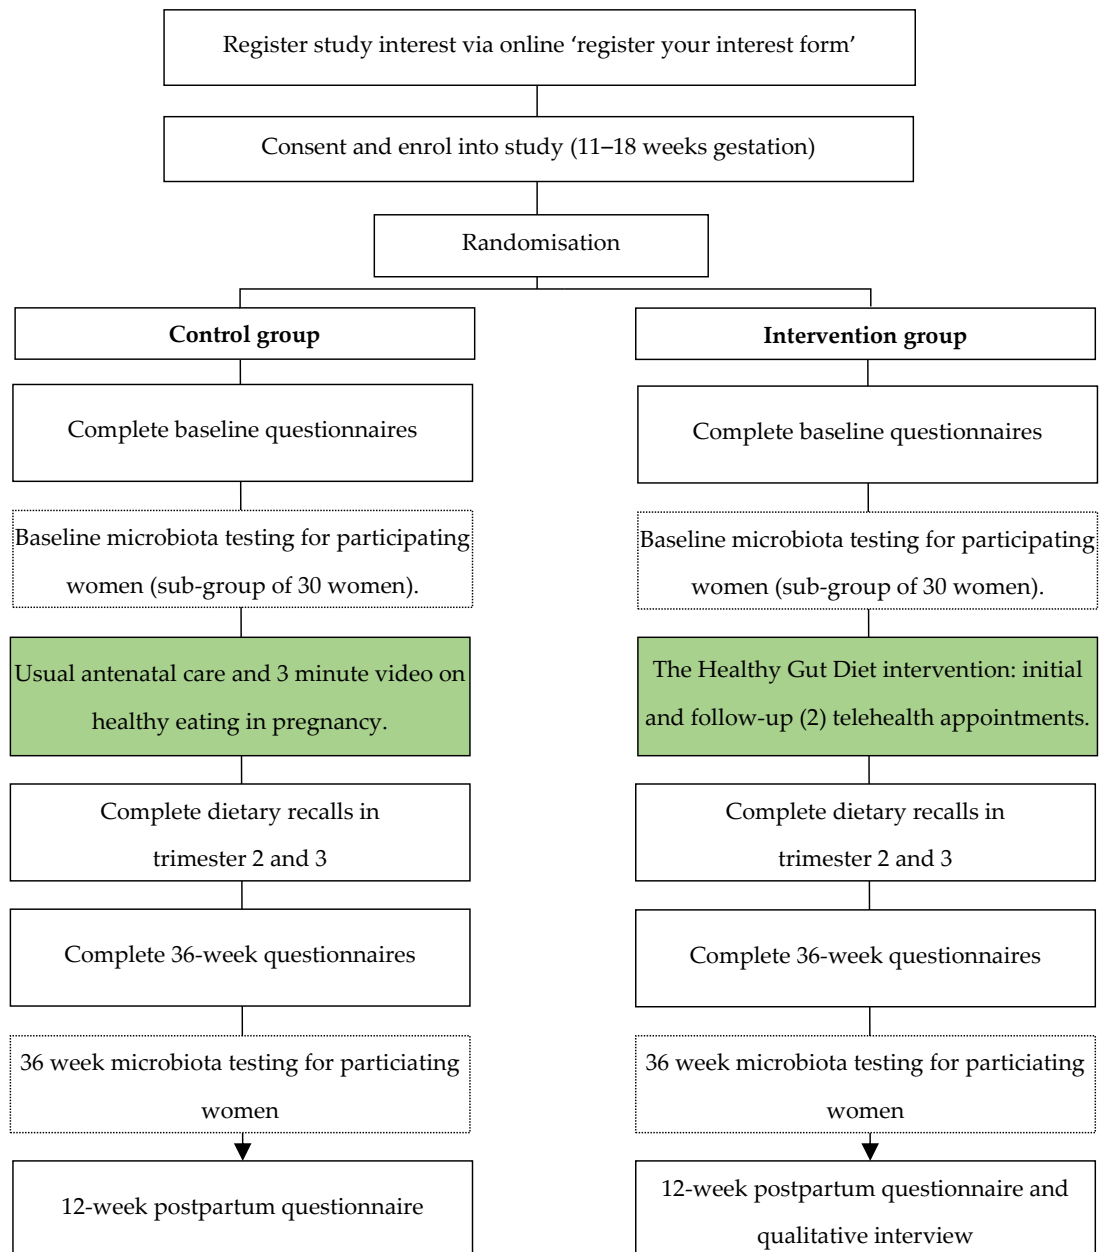 Register study interest via online ‘register your interest form’
Consent and enrol into study (11–18 weeks gestation)
Randomisation
Control group
Complete baseline questionnaires
Baseline microbiota testing for participating
women (sub-group of 30 women).
Usual antenatal care and 3 minute video on
healthy eating in pregnancy.
Complete dietary recalls in
trimester 2 and 3
Complete 36-week questionnaires
36 week microbiota testing for particiating
women
12-week postpartum questionnaire
Intervention group
Complete baseline questionnaires
Baseline microbiota testing for participating
women (sub-group of 30 women).
The Healthy Gut Diet intervention: initial
and follow-up (2) telehealth appointments.
Complete dietary recalls in
trimester 2 and 3
Complete 36-week questionnaires
36 week microbiota testing for particiating
women
12-week postpartum questionnaire and
qualitative interview